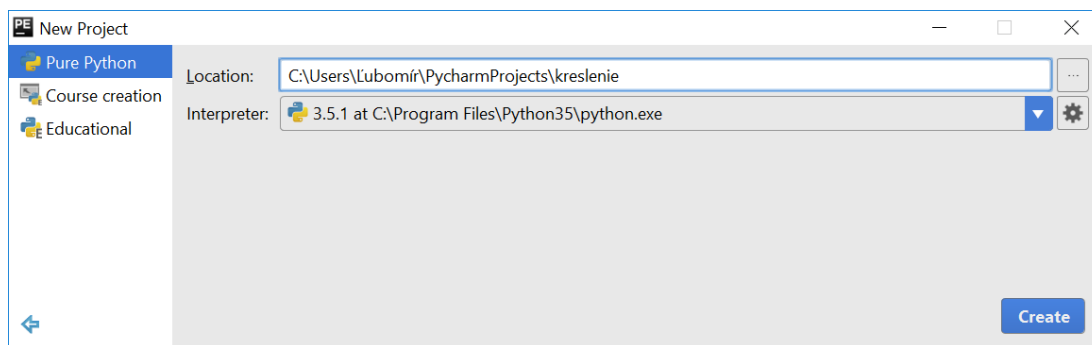 PE New Project
Pure Python
Course creation
E Educational
Location: C:\Users\Ľubomír\PycharmProjects\kreslenie ...
Interpreter: 3.5.1 at C:\Program Files\Python35\python.exe
Create